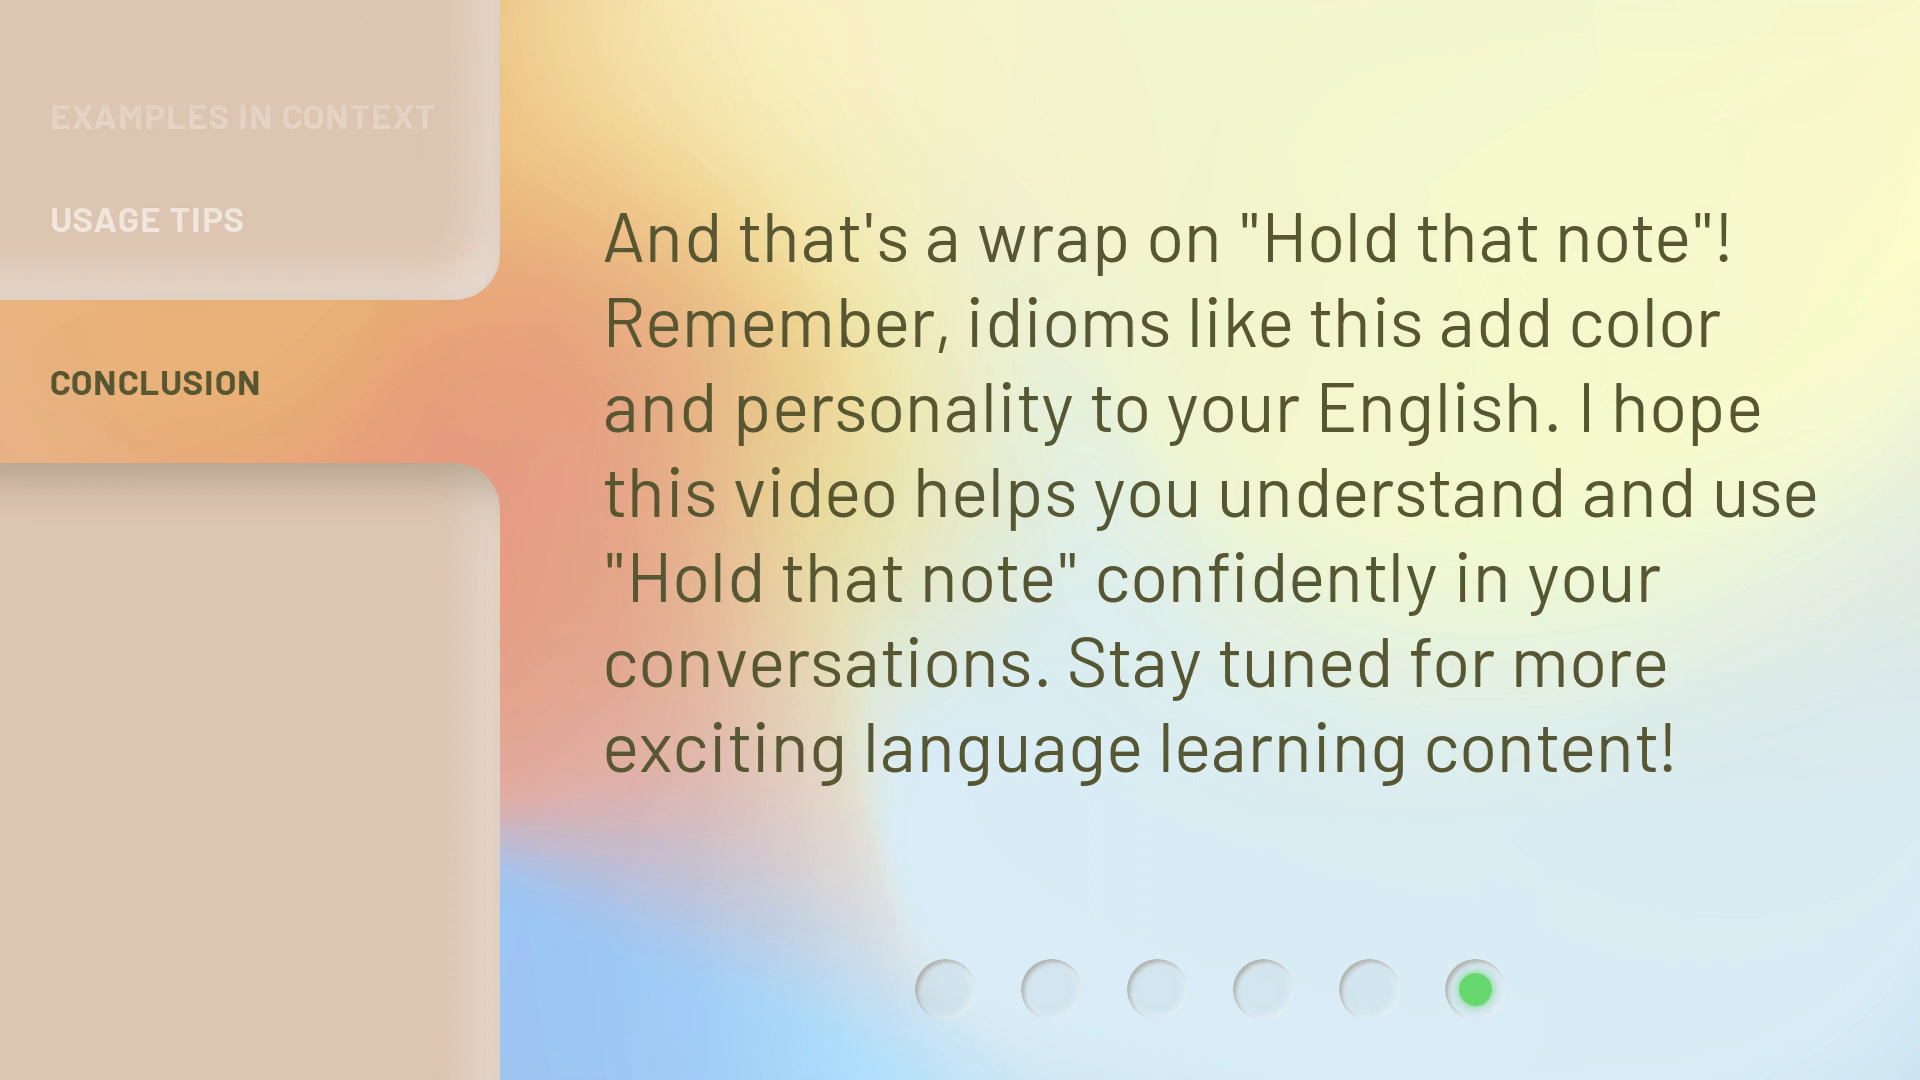 EXAMPLES IN CONTEXT
USAGE TIPS
CONCLUSION
And that's a wrap on "Hold that note"!
Remember, idioms like this add color
and personality to your English. I hope
this video helps you understand and use
"Hold that note" confidently in your
conversations. Stay tuned for more
exciting language learning content!